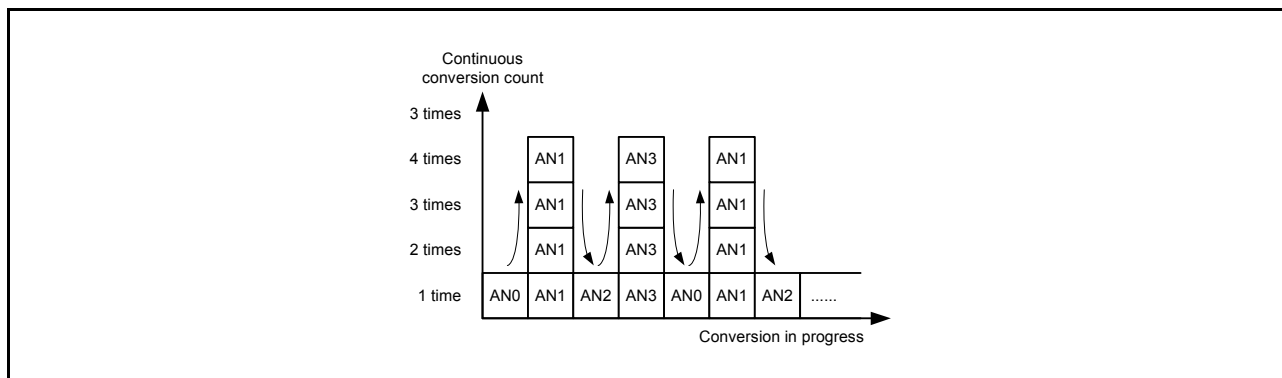 Continuous
conversion count
3 times
4 times
AN1 AN3 AN1
3 times
AN1 AN3 AN1
2 times
AN1 AN3 AN1
1 time
AN0 AN1 AN2 AN3 AN0 AN1 AN2 ......
Conversion in progress